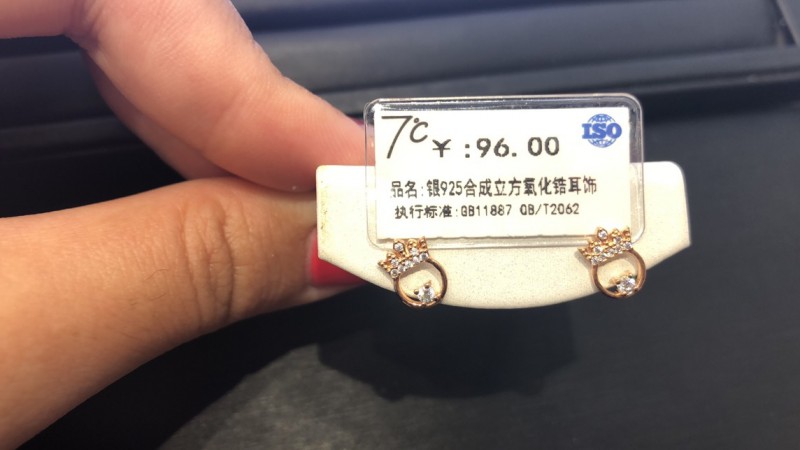 7℃
¥:96.00
ISO
品名:银925合成立方氧化锆耳饰
执行标准:GB11887 QB/T2062